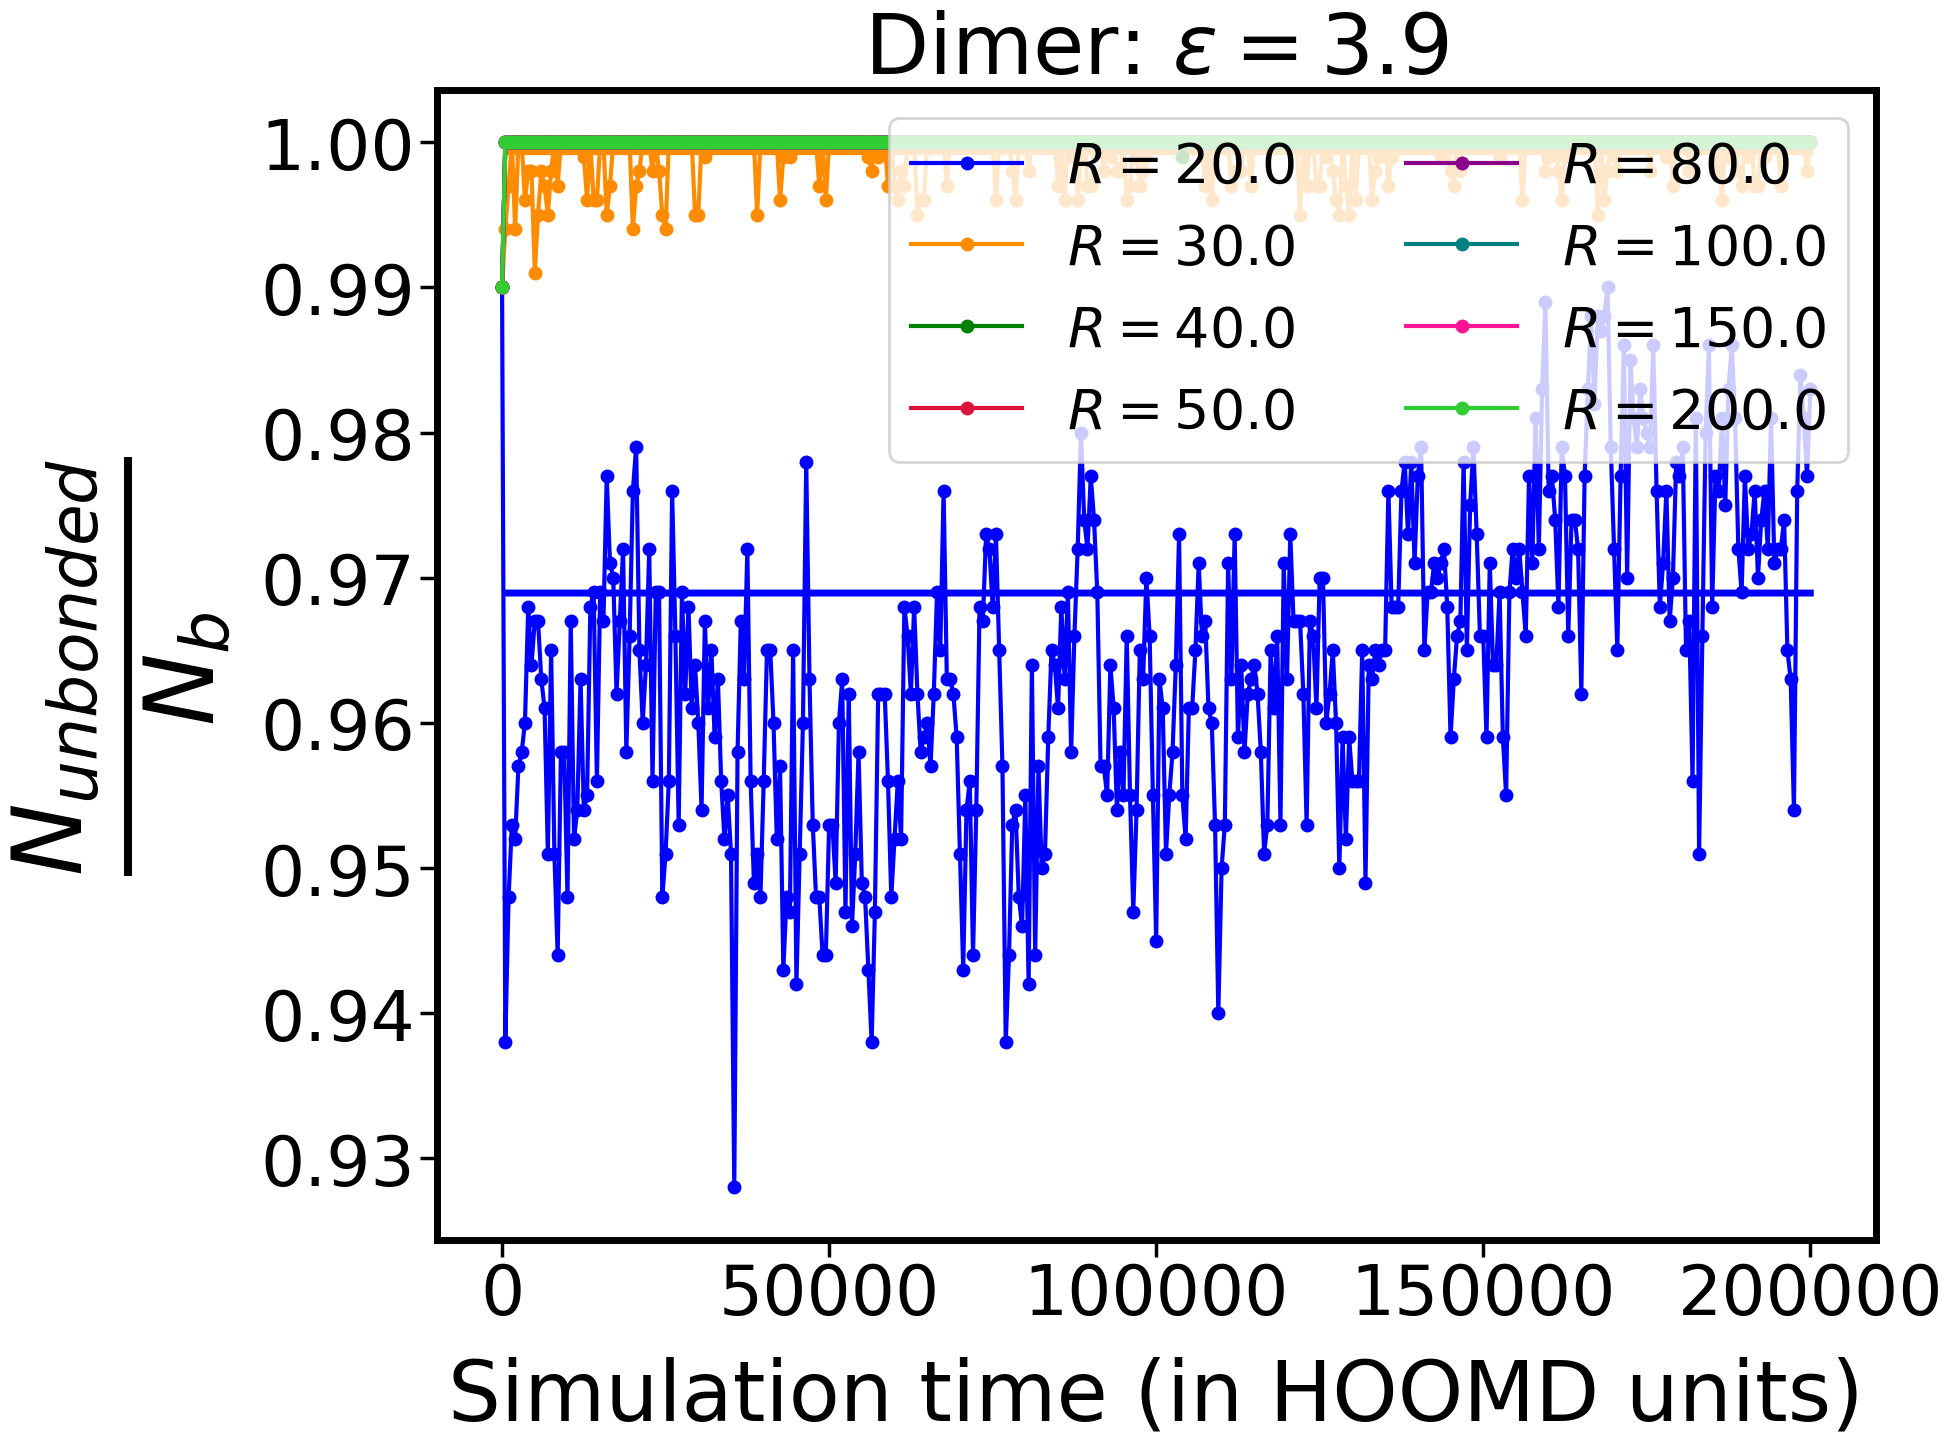 Dimer: ε = 3.9
1.00
0.99
0.98
0.97
0.96
0.95
0.94
0.93
N_unbonded
N_b
R = 20.0
R = 30.0
R = 40.0
R = 50.0
R = 80.0
R = 100.0
R = 150.0
R = 200.0
0 50000 100000 150000 200000
Simulation time (in HOOMD units)